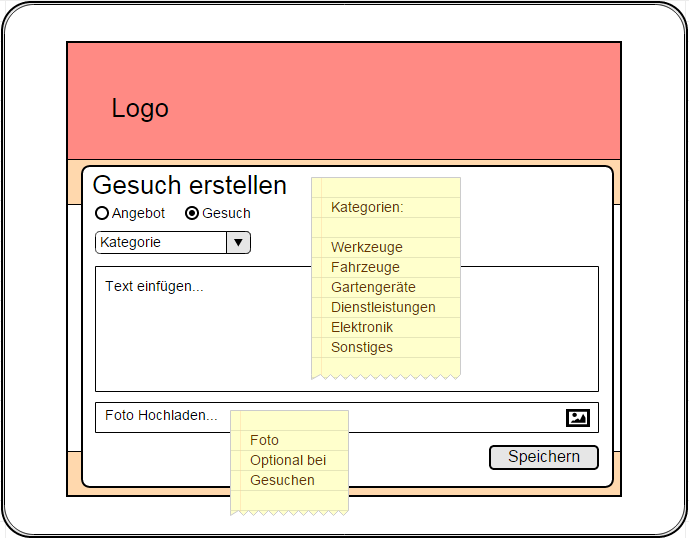 Logo
Gesuch erstellen
Angebot
Gesuch
Kategorie
Kategorien:
Werkzeuge
Fahrzeuge
Gartengeräte
Dienstleistungen
Elektronik
Sonstiges
Text einfügen...
Foto Hochladen...
Foto
Optional bei
Gesuchen
Speichern